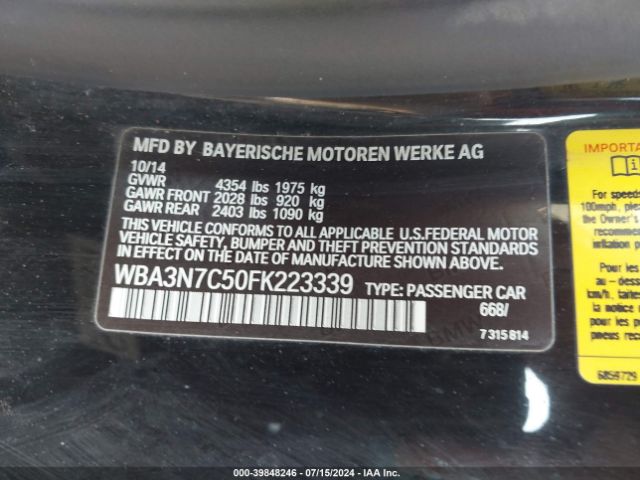 MFD BY BAYERISCHE MOTOREN WERKE AG
10/14
GVWR 4354 lbs 1975 kg
GAWR FRONT 2028 lbs 920 kg
GAWR REAR 2403 lbs 1090 kg
THIS VEHICLE CONFORMS TO ALL APPLICABLE U.S.FEDERAL MOTOR
VEHICLE SAFETY, BUMPER AND THEFT PREVENTION STANDARDS
IN EFFECT ON THE DATE OF MANUFACTURE SHOWN ABOVE.
WBA3N7C50FK223339 TYPE: PASSENGER CAR
668/
7315814
IMPORTA
For speeds
100mph, ple
the Owner's
recommend
inflation p
Pour les
au - dess
km/h, faites
la notice
pour les p
pneus rec
6859729
000-39848246 - 07/15/2024 - IAA Inc.